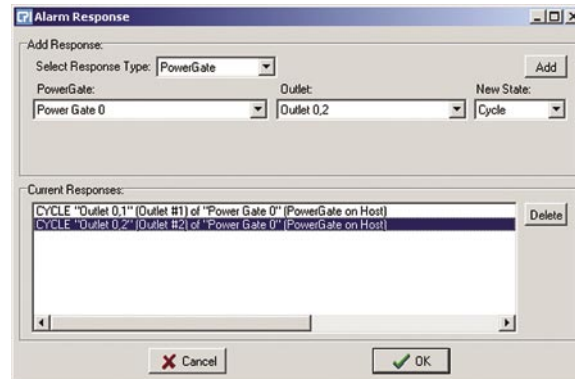 Alarm Response
Add Response:
Select Response Type: PowerGate
Add
PowerGate: Outlet: New State:
Power Gate 0 Outlet 0,2 Cycle
Current Responses:
CYCLE "Outlet 0,1" (Outlet #1) of "Power Gate 0" (PowerGate on Host)
CYCLE "Outlet 0,2" (Outlet #2) of "Power Gate 0" (PowerGate on Host)
Delete
Cancel OK